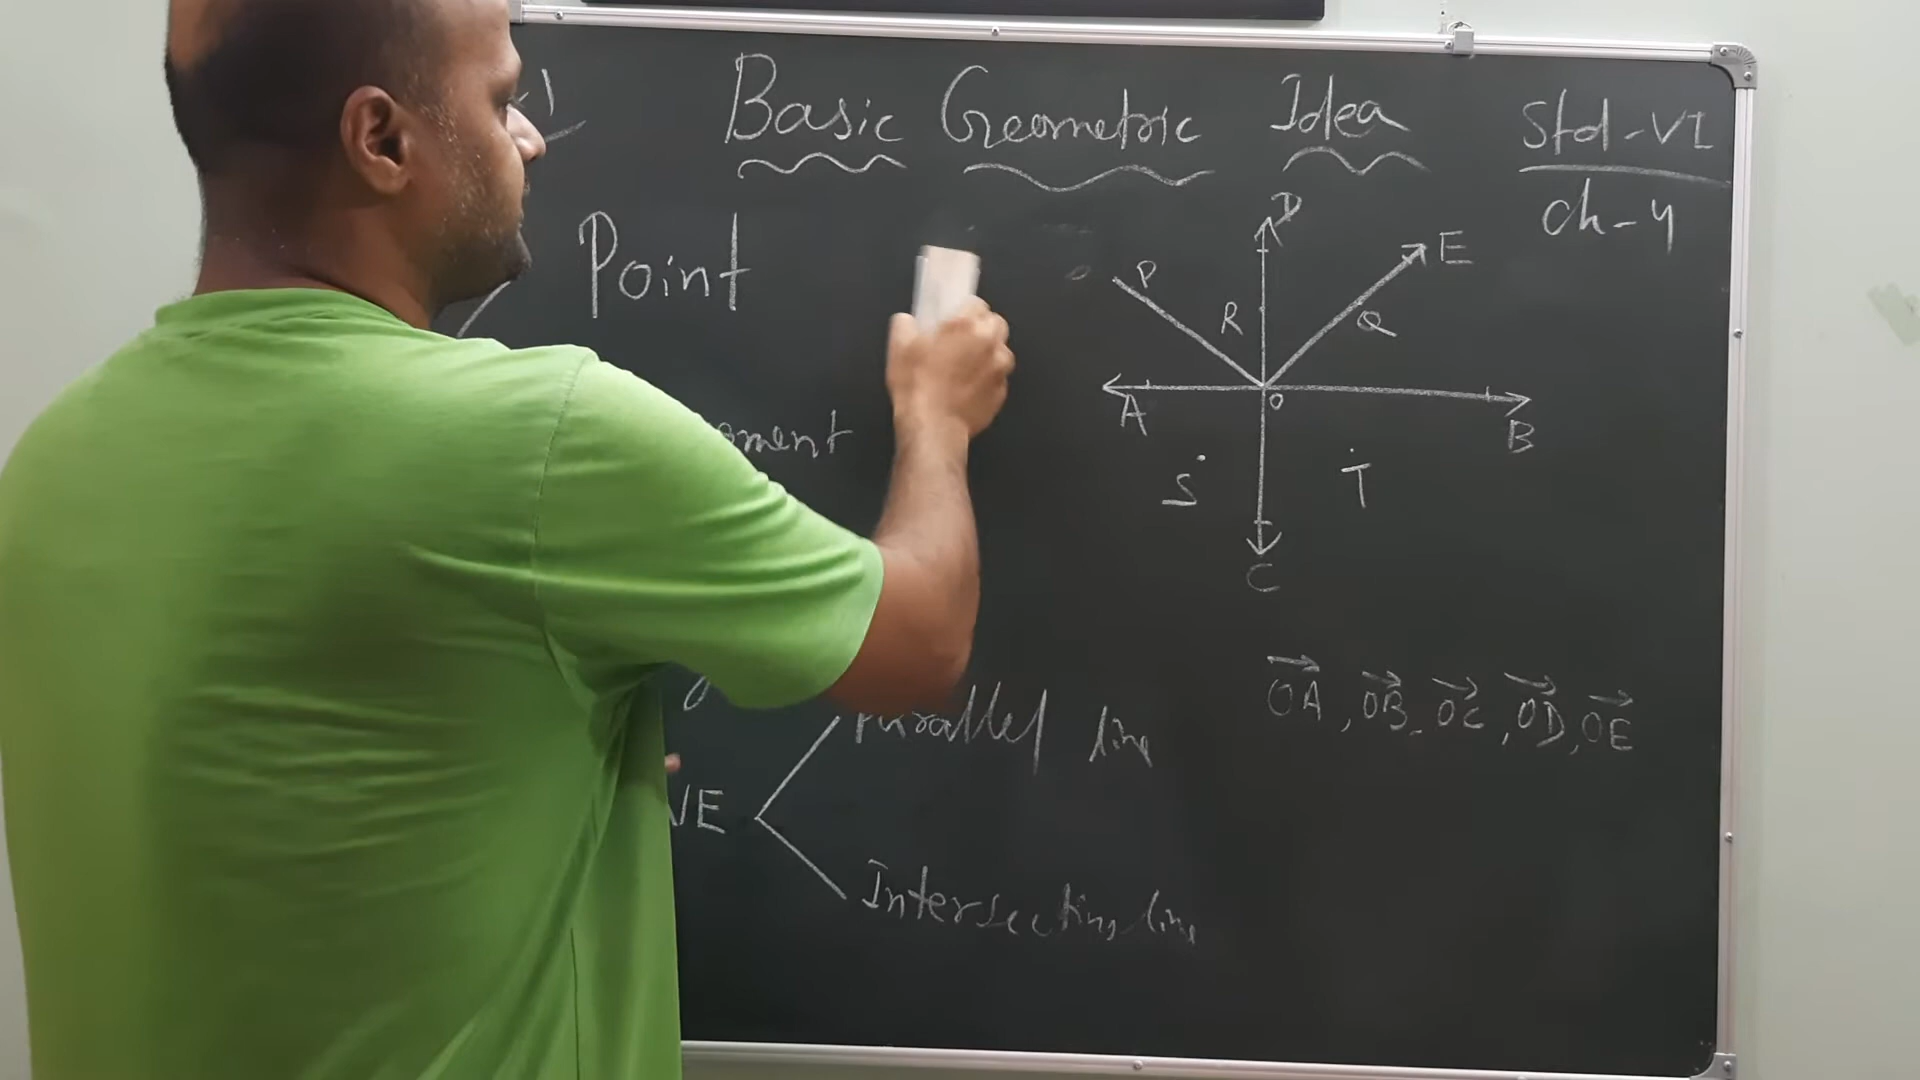 Basic Geometric Idea
Std-VI
ch-4
Point
D
E
P
R
Q
A
O
B
S
T
C
OA, OB, OC, OD, OE
Parallel line
Intersecting line